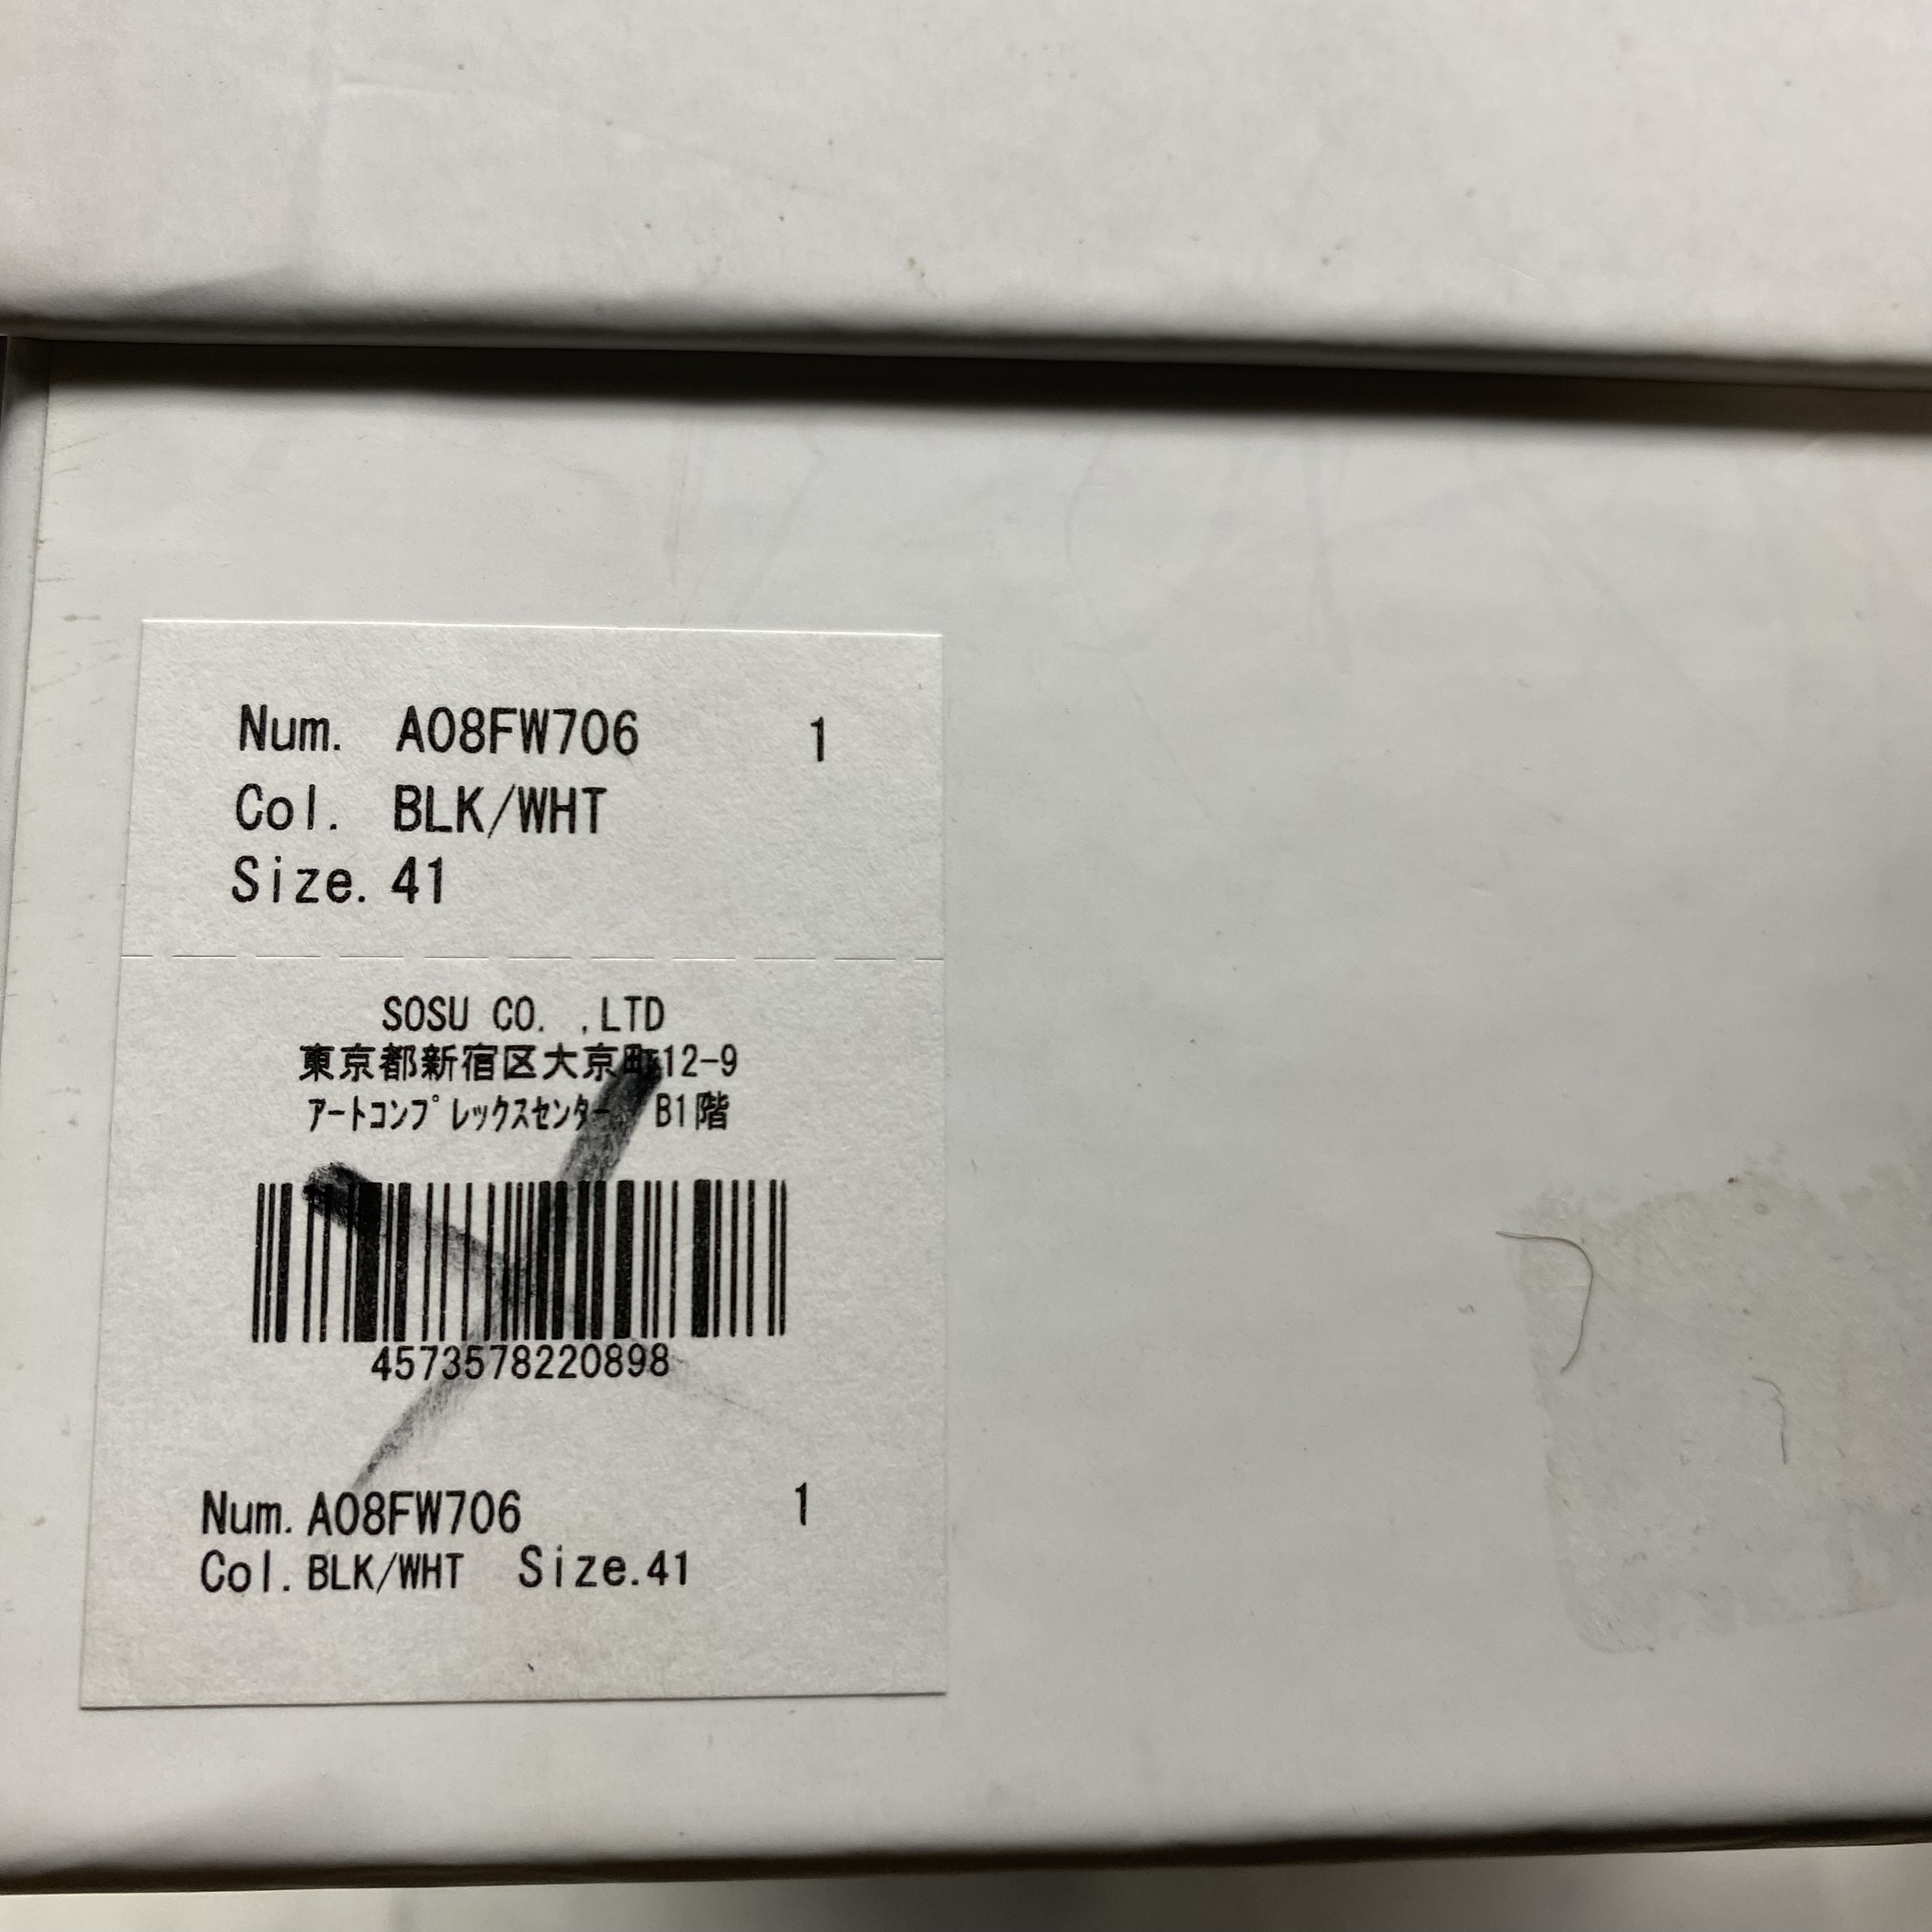 Num. A08FW706 1
Col. BLK/WHT
Size. 41
SOSU CO. ,LTD
東京都新宿区大京町12-9
ｱｰﾄｺﾝﾌﾟﾚｯｸｽｾﾝﾀｰ B1階
4573578220898
Num. A08FW706 1
Col. BLK/WHT Size. 41